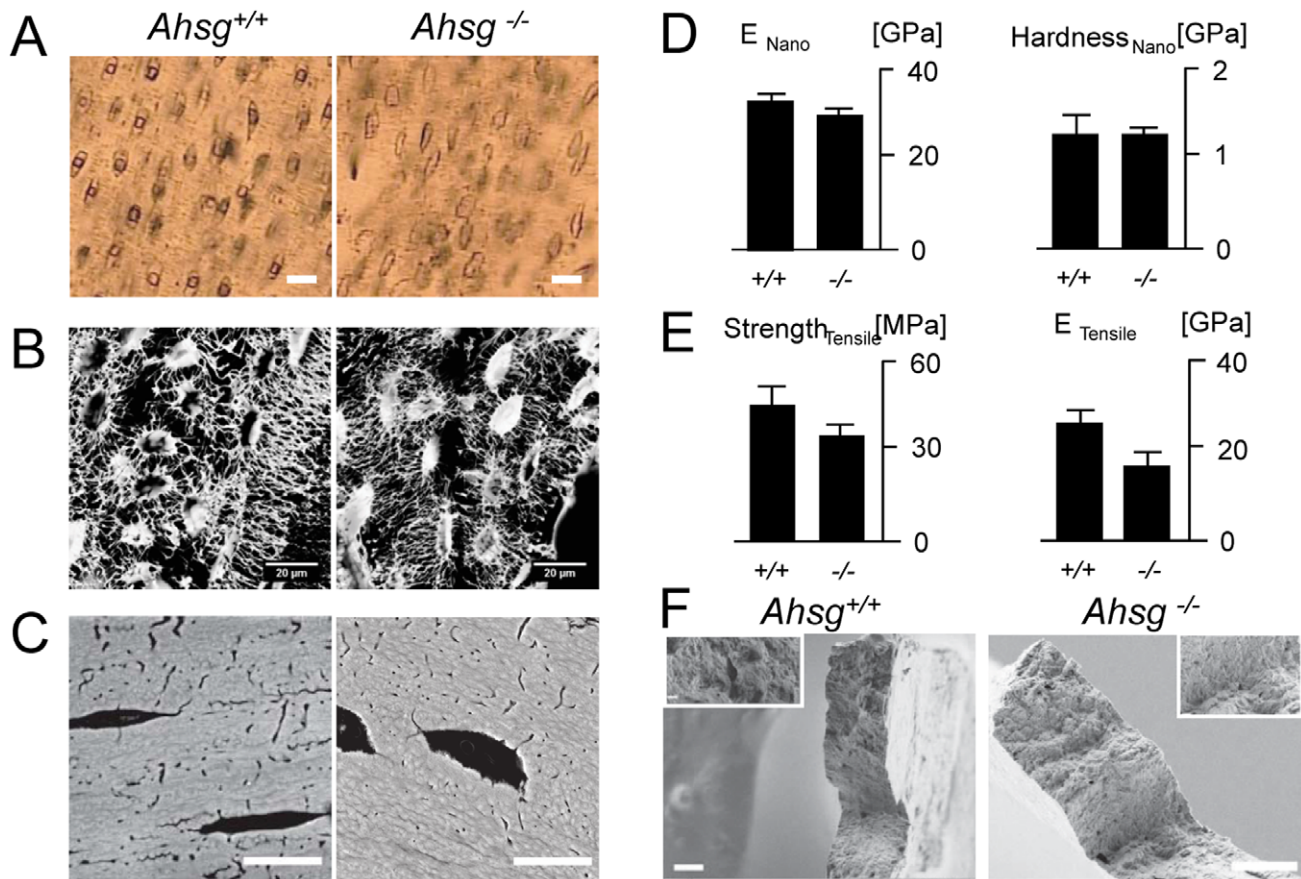 A
Ahsg+/+
Ahsg -/-
B
20 µm
20 µm
C
D
E Nano [GPa]
40
20
0
+/+ -/-
Hardness Nano [GPa]
2
1
0
+/+ -/-
E
Strength Tensile [MPa]
60
30
0
+/+ -/-
E Tensile [GPa]
40
20
0
+/+ -/-
F
Ahsg+/+
Ahsg -/-